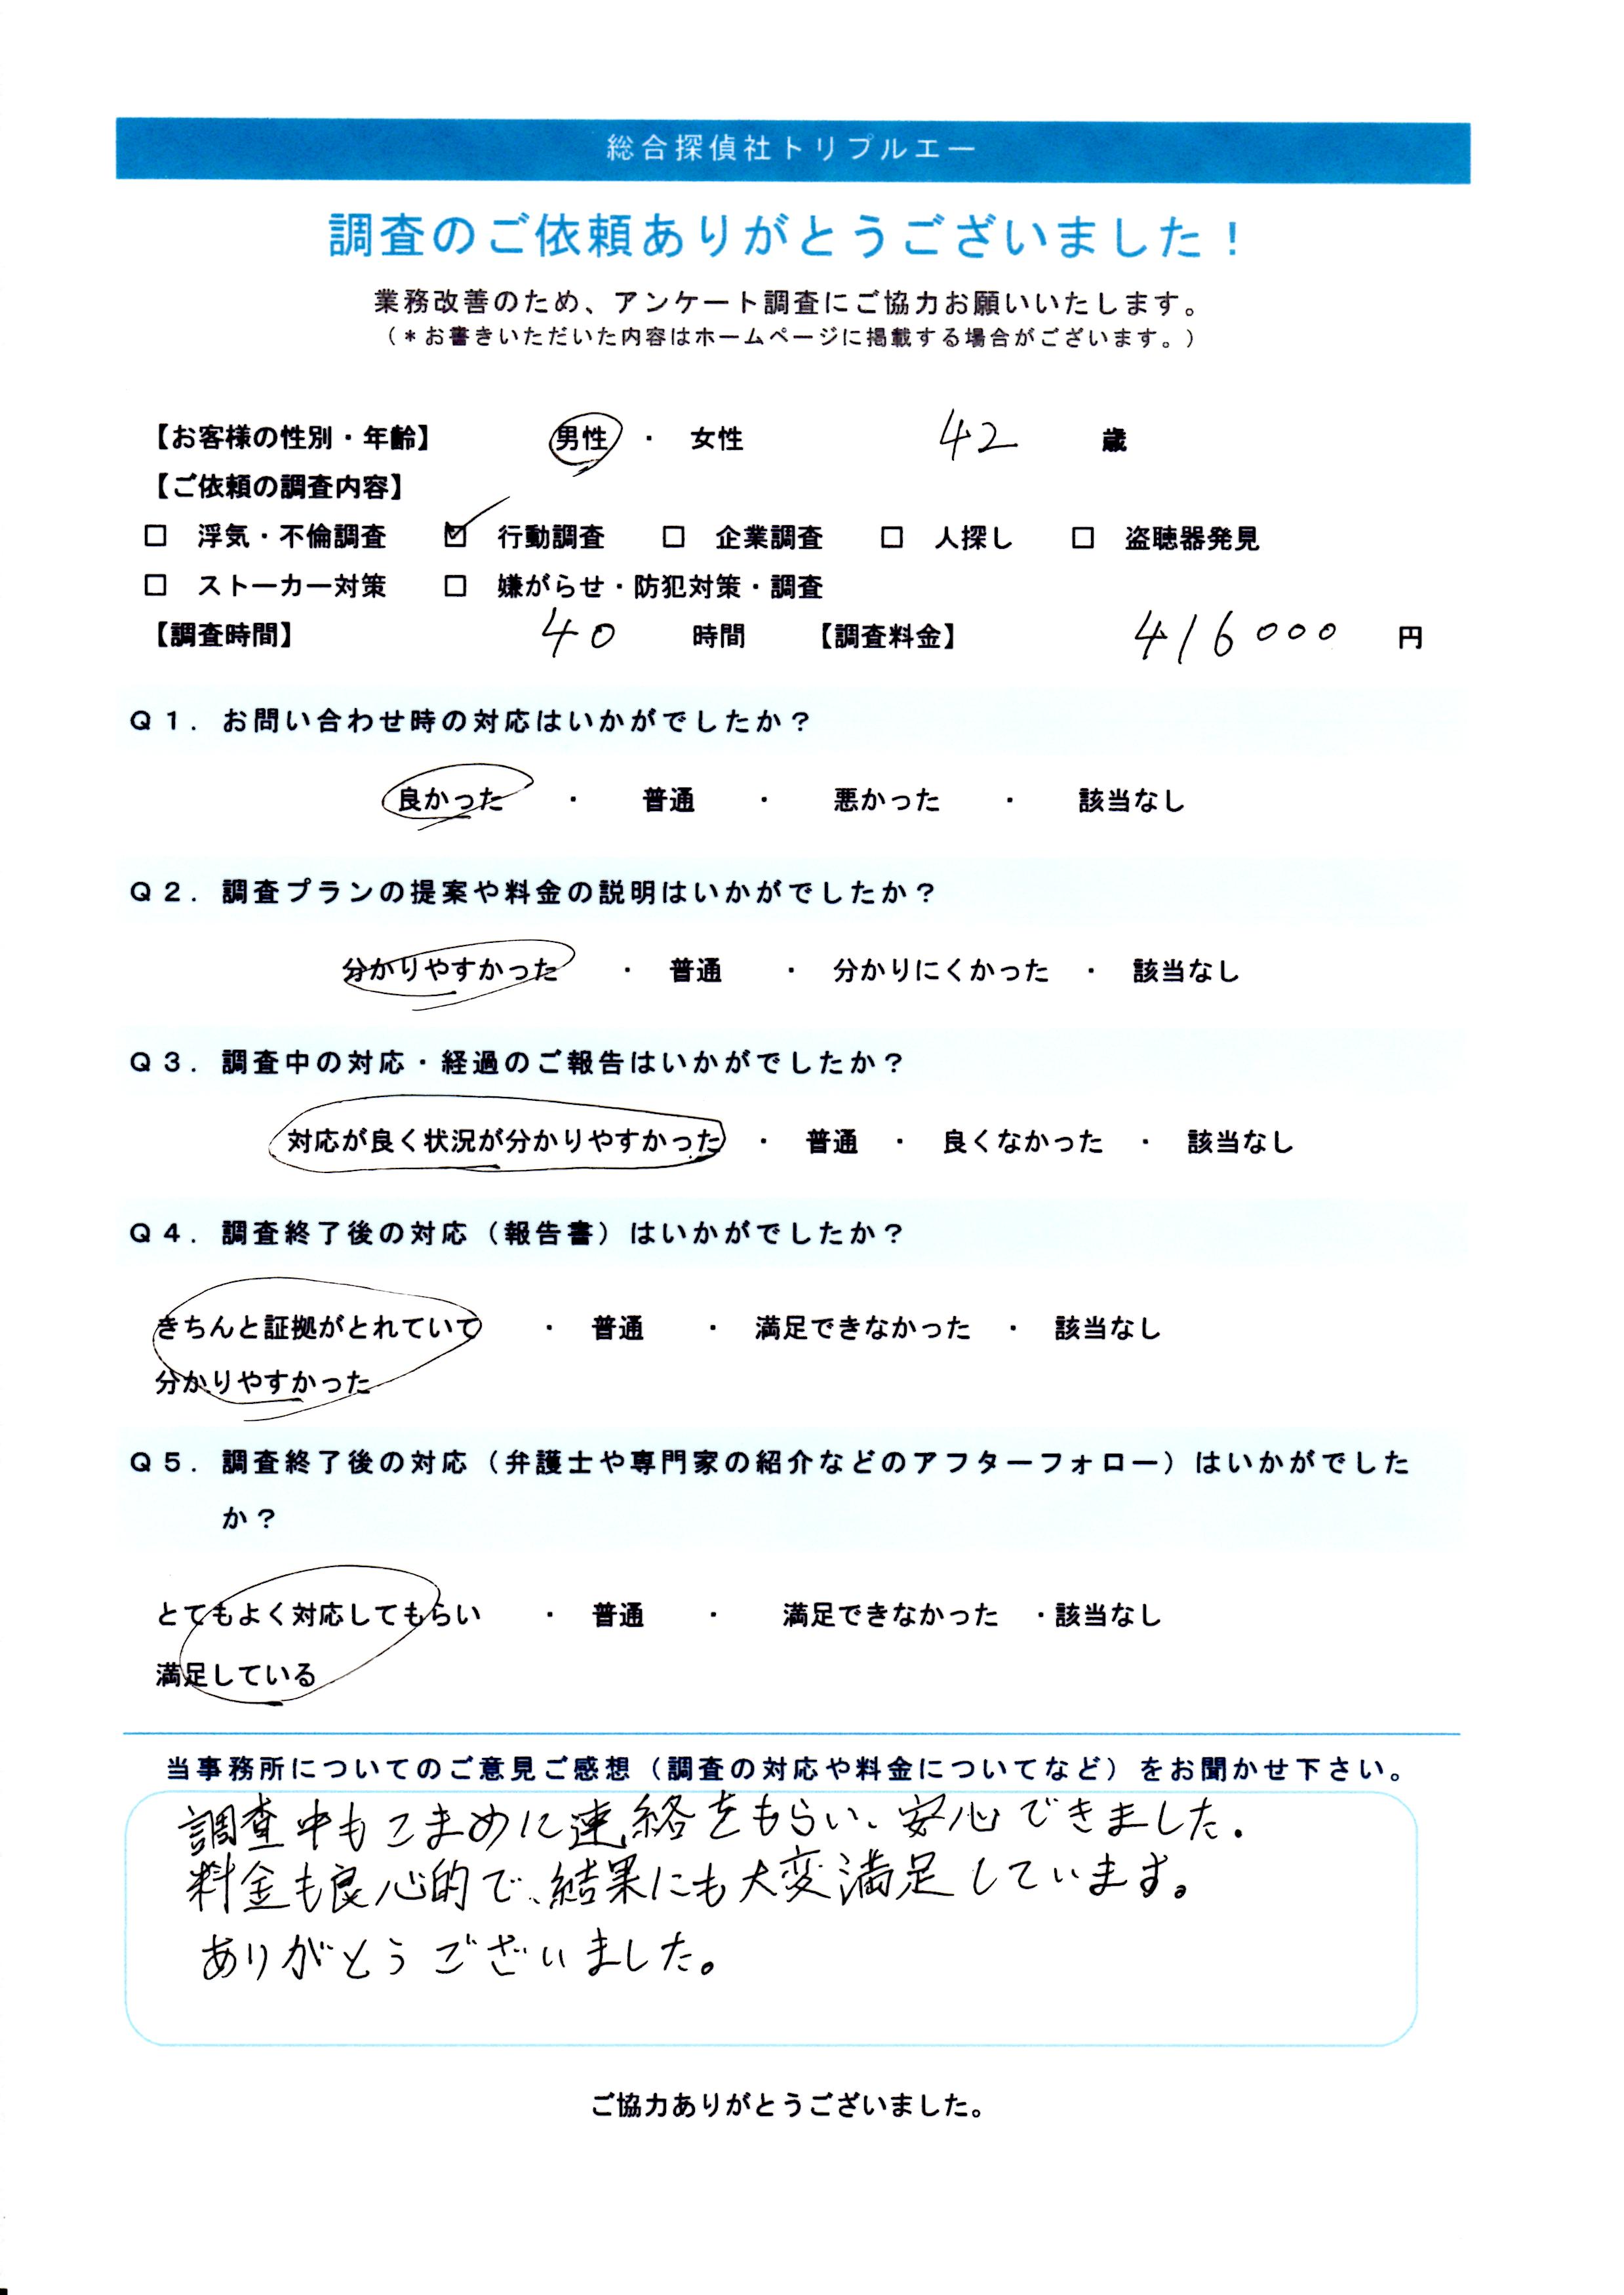 総合探偵社トリプルエー
調査のご依頼ありがとうございました！
業務改善のため、アンケート調査にご協力お願いいたします。
（＊お書きいただいた内容はホームページに掲載する場合がございます。）
【お客様の性別・年齢】 男性 ・ 女性 42 歳
【ご依頼の調査内容】
□ 浮気・不倫調査 ☑ 行動調査 □ 企業調査 □ 人探し □ 盗聴器発見
□ ストーカー対策 □ 嫌がらせ・防犯対策・調査
【調査時間】 40 時間 【調査料金】 416000 円
Ｑ１．お問い合わせ時の対応はいかがでしたか？
良かった ・ 普通 ・ 悪かった ・ 該当なし
Ｑ２．調査プランの提案や料金の説明はいかがでしたか？
分かりやすかった ・ 普通 ・ 分かりにくかった ・ 該当なし
Ｑ３．調査中の対応・経過のご報告はいかがでしたか？
対応が良く状況が分かりやすかった ・ 普通 ・ 良くなかった ・ 該当なし
Ｑ４．調査終了後の対応（報告書）はいかがでしたか？
きちんと証拠がとれていて ・ 普通 ・ 満足できなかった ・ 該当なし
分かりやすかった
Ｑ５．調査終了後の対応（弁護士や専門家の紹介などのアフターフォロー）はいかがでした
か？
とてもよく対応してもらい ・ 普通 ・ 満足できなかった ・該当なし
満足している
当事務所についてのご意見ご感想（調査の対応や料金についてなど）をお聞かせ下さい。
調査中もこまめに連絡をもらい、安心できました.
料金も良心的で、結果にも大変満足しています。
ありがとうございました。
ご協力ありがとうございました。